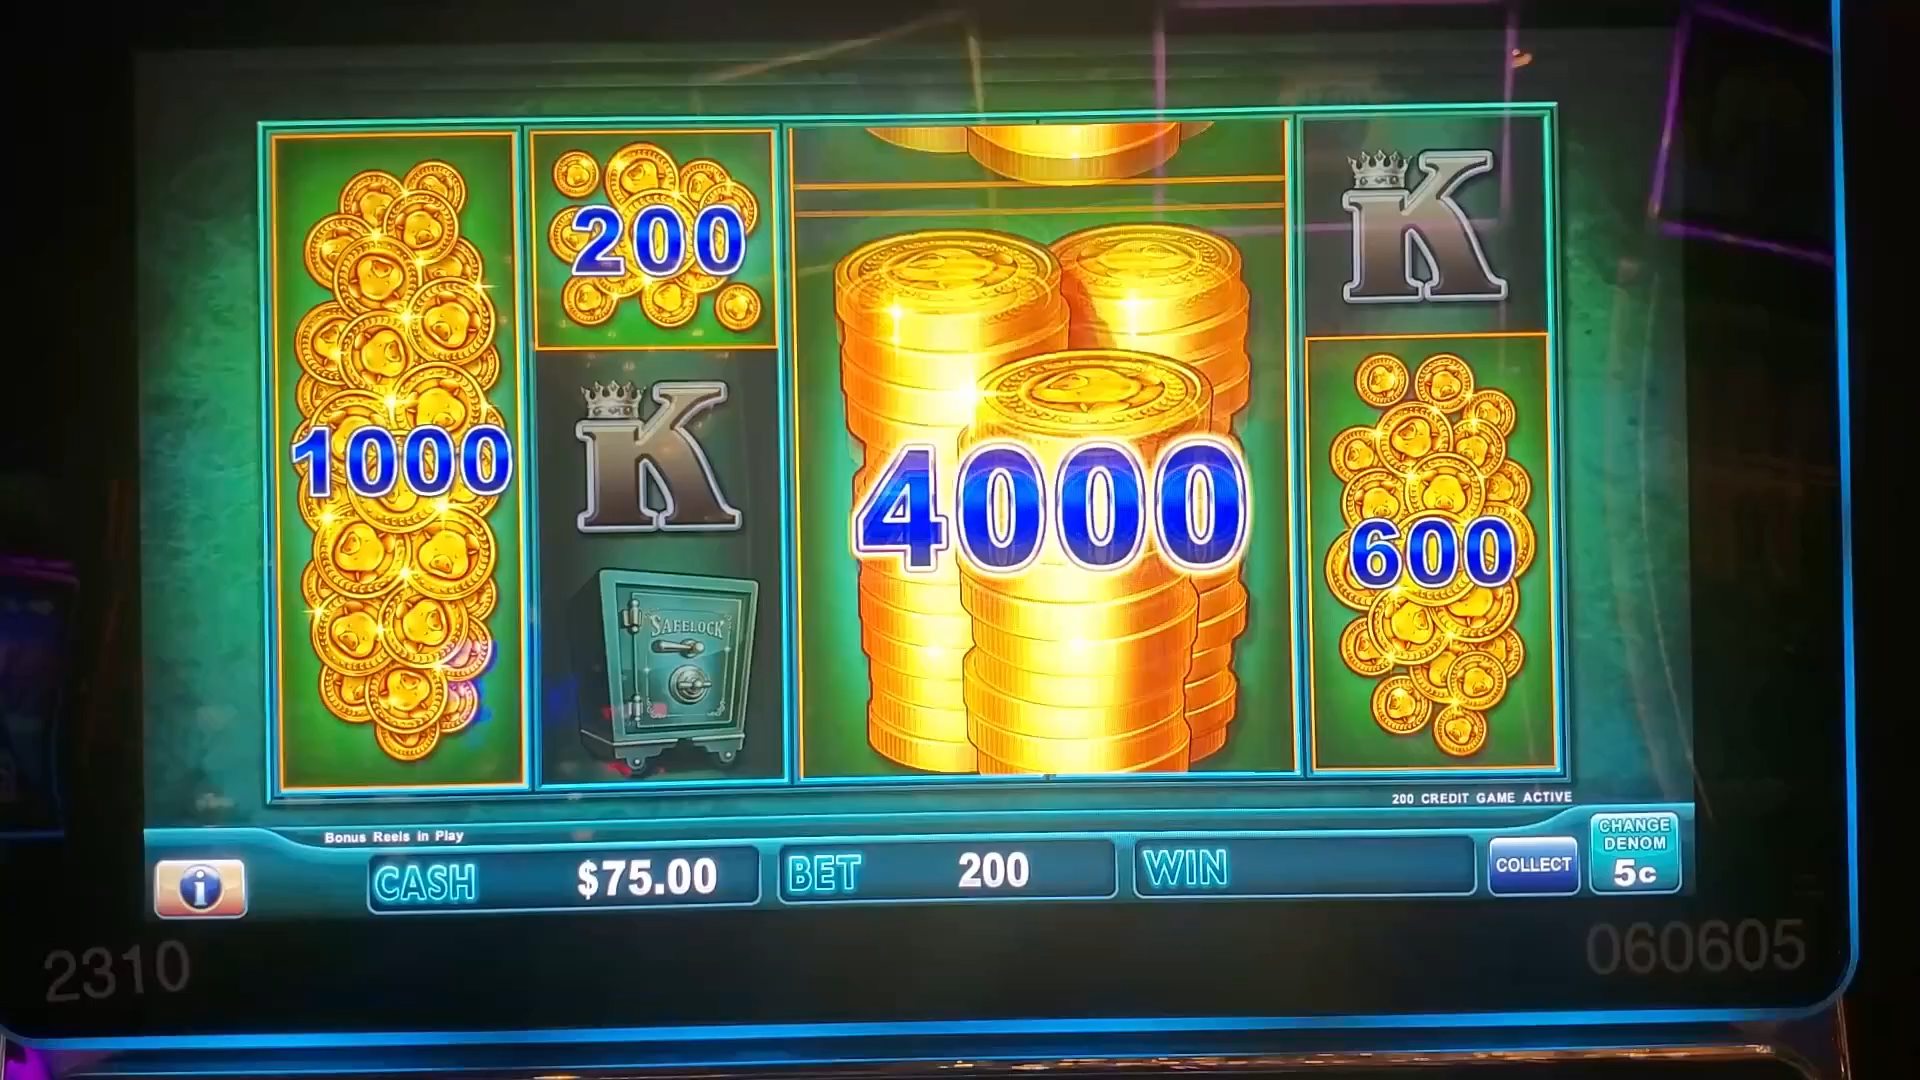 K
200
K
1000
4000
600
SAFELOCK
200 CREDIT GAME ACTIVE
Bonus Reels in Play
CHANGE
DENOM
5c
i
CASH $75.00
BET 200
WIN
COLLECT
2310
060605